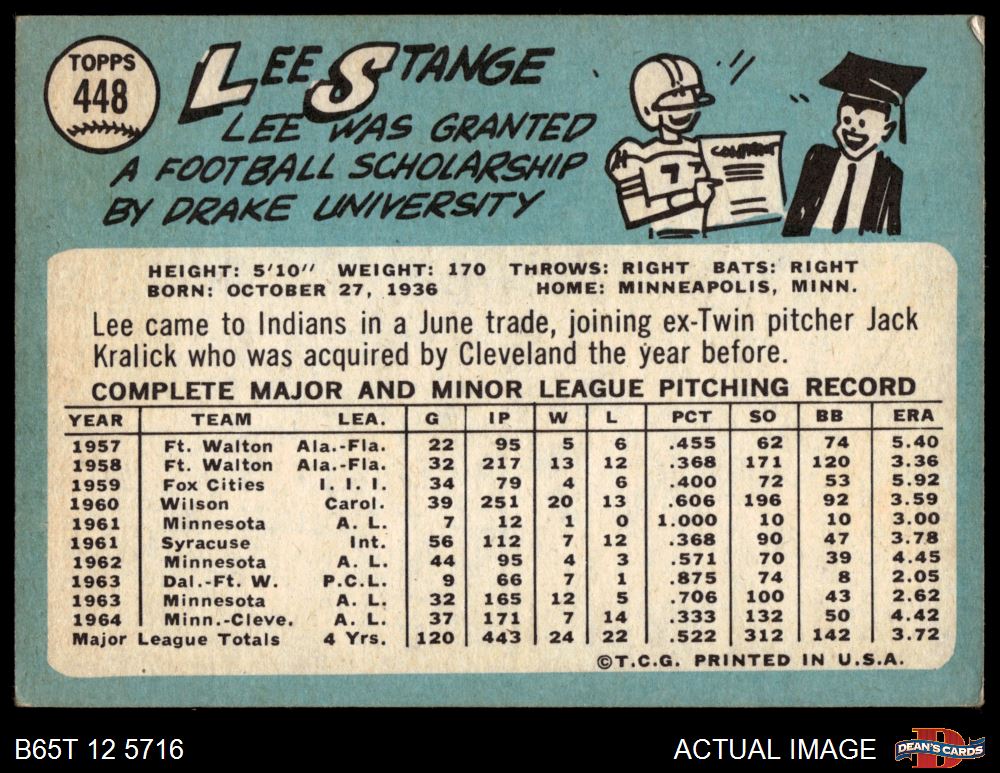 TOPPS
448
LEE STANGE
LEE WAS GRANTED
A FOOTBALL SCHOLARSHIP
BY DRAKE UNIVERSITY
CONTRACT
77
HEIGHT: 5'10" WEIGHT: 170 THROWS: RIGHT BATS: RIGHT
BORN: OCTOBER 27, 1936 HOME: MINNEAPOLIS, MINN.
Lee came to Indians in a June trade, joining ex-Twin pitcher Jack
Kralick who was acquired by Cleveland the year before.
COMPLETE MAJOR AND MINOR LEAGUE PITCHING RECORD
YEAR TEAM LEA. G IP W L PCT SO BB ERA
1957 Ft. Walton Ala.-Fla. 22 95 5 6 .455 62 74 5.40
1958 Ft. Walton Ala.-Fla. 32 217 13 12 .368 171 120 3.36
1959 Fox Cities I. I. I. 34 79 4 6 .400 72 53 5.92
1960 Wilson Carol. 39 251 20 13 .606 196 92 3.59
1961 Minnesota A. L. 7 12 1 0 1.000 10 10 3.00
1961 Syracuse Int. 56 112 7 12 .368 90 47 3.78
1962 Minnesota A. L. 44 95 4 3 .571 70 39 4.45
1963 Dal.-Ft. W. P.C.L. 9 66 7 1 .875 74 8 2.05
1963 Minnesota A. L. 32 165 12 5 .706 100 43 2.62
1964 Minn.-Cleve. A. L. 37 171 7 14 .333 132 50 4.42
Major League Totals 4 Yrs. 120 443 24 22 .522 312 142 3.72
©T.C.G. PRINTED IN U.S.A.
B65T 12 5716
ACTUAL IMAGE
DEAN'S CARDS